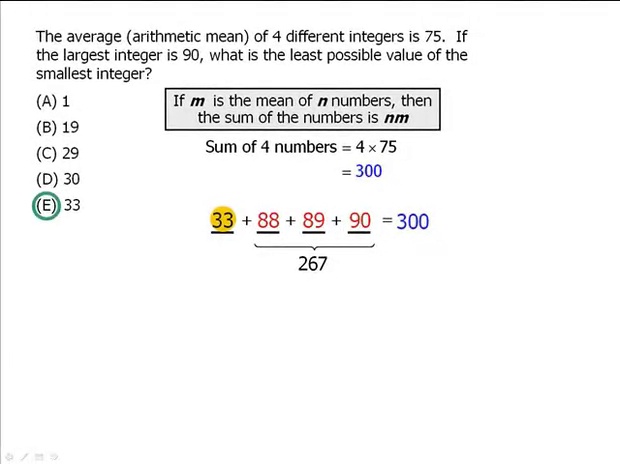 The average (arithmetic mean) of 4 different integers is 75. If
the largest integer is 90, what is the least possible value of the
smallest integer?
(A) 1
(B) 19
(C) 29
(D) 30
(E) 33
If m is the mean of n numbers, then
the sum of the numbers is nm
Sum of 4 numbers = 4 × 75
= 300
33 + 88 + 89 + 90 = 300
267